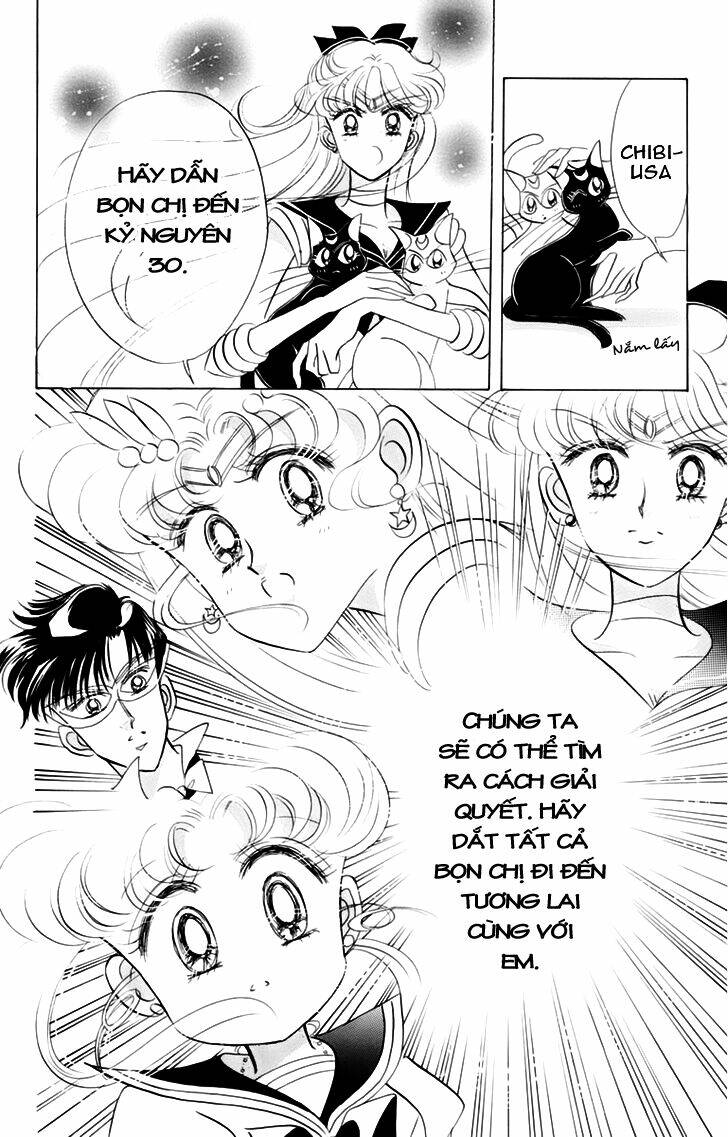 CHIBI-
USA
Nắm lấy
HÃY DẪN
BỌN CHỊ ĐẾN
KỶ NGUYÊN
30.
CHÚNG TA
SẼ CÓ THỂ TÌM
RA CÁCH GIẢI
QUYẾT. HÃY
DẮT TẤT CẢ
BỌN CHỊ ĐI ĐẾN
TƯƠNG LAI
CÙNG VỚI
EM.